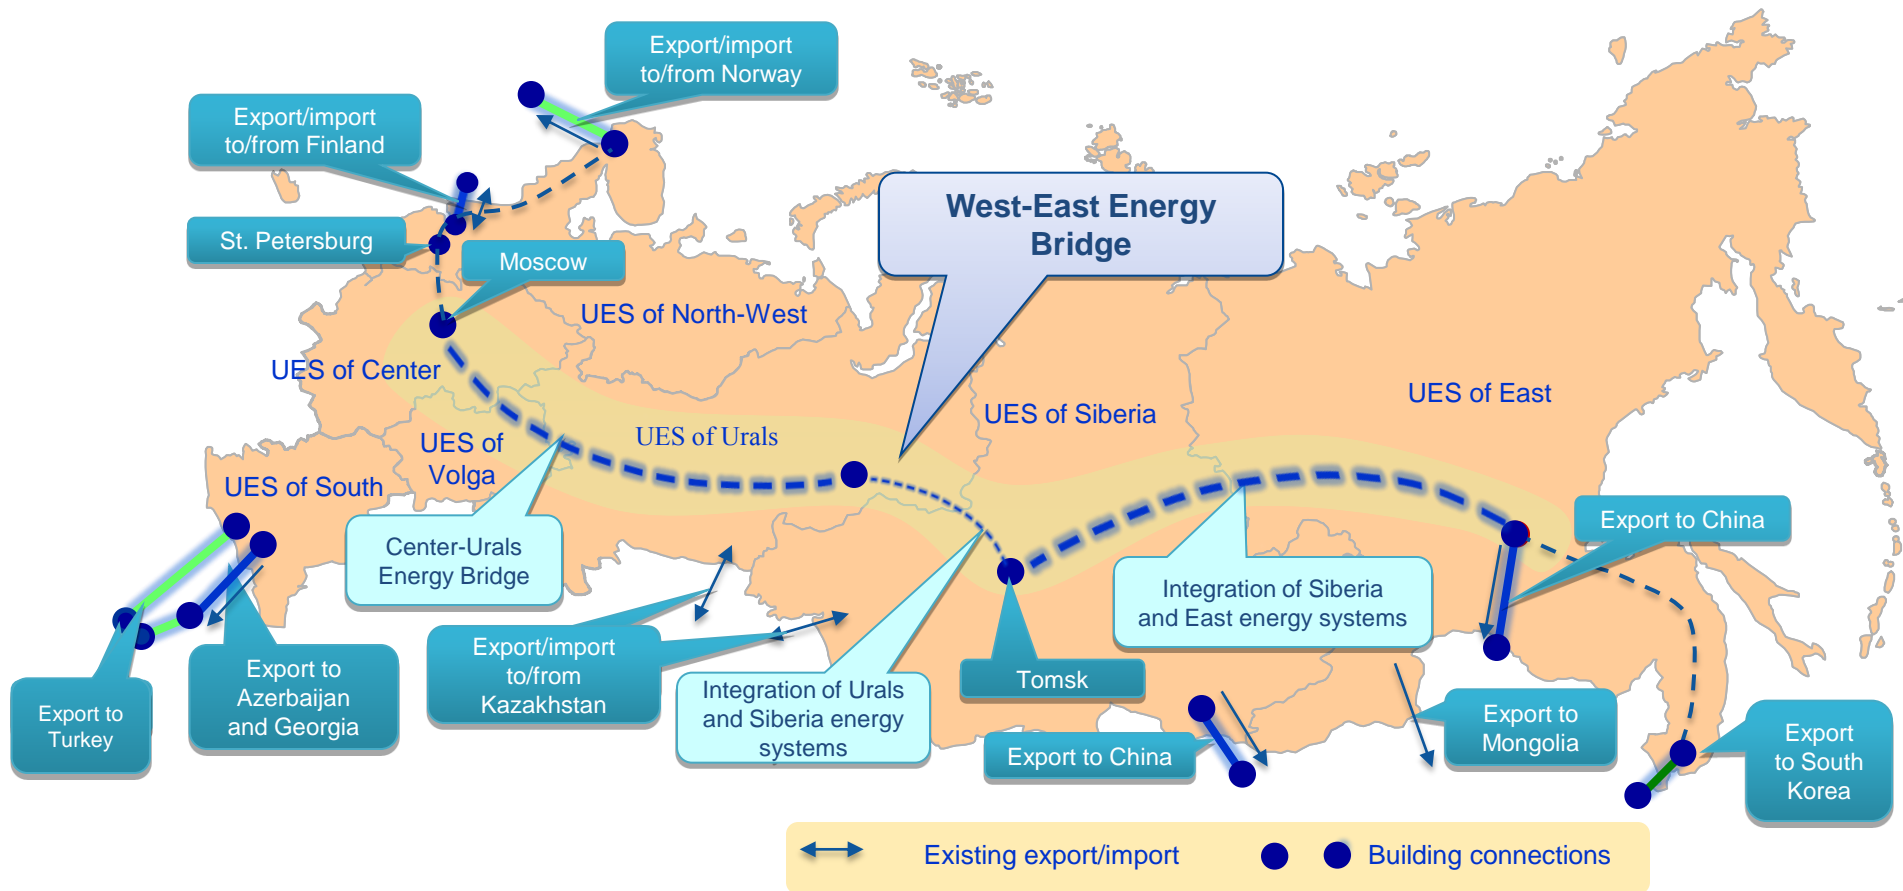 Export/import
to/from Norway
Export/import
to/from Finland
St. Petersburg
Moscow
West-East Energy
Bridge
UES of North-West
UES of Center
UES of Siberia
UES of East
UES of Urals
UES of
Volga
UES of South
Center-Urals
Energy Bridge
Export to China
Integration of Siberia
and East energy systems
Export/import
to/from
Kazakhstan
Integration of Urals
and Siberia energy
systems
Tomsk
Export to
Turkey
Export to
Azerbaijan
and Georgia
Export to China
Export to
Mongolia
Export
to South
Korea
Existing export/import
Building connections